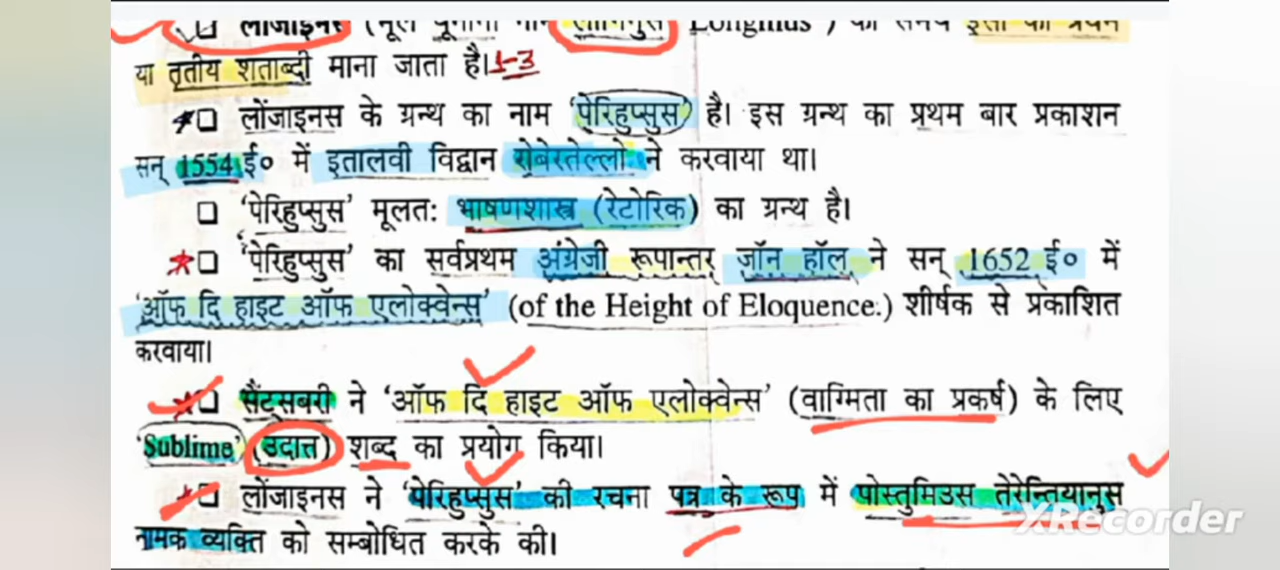 लोंजाइनस (मूल यूनानी नाम 'लोंगिनुस' Longinus') का समय ईसा की प्रथम
या तृतीय शताब्दी माना जाता है। 1-3
□ लोंजाइनस के ग्रन्थ का नाम 'पेरिहुप्सुस' है। इस ग्रन्थ का प्रथम बार प्रकाशन
सन् 1554 ई० में इतालवी विद्वान रोबेरतेल्लो ने करवाया था।
□ 'पेरिहुप्सुस' मूलत: भाषणशास्त्र (रेटोरिक) का ग्रन्थ है।
□ 'पेरिहुप्सुस' का सर्वप्रथम अंग्रेजी रूपान्तर जॉन हॉल ने सन् 1652 ई० में
'ऑफ दि हाइट ऑफ एलोक्वेन्स' (of the Height of Eloquence.) शीर्षक से प्रकाशित
करवाया।
□ सैंट्सबरी ने 'ऑफ दि हाइट ऑफ एलोक्वेन्स' (वाग्मिता का प्रकर्ष) के लिए
'Sublime' (उदात्त) शब्द का प्रयोग किया।
□ लोंजाइनस ने 'पेरिहुप्सुस' की रचना पत्र के रूप में पोस्तुमिउस तेरेन्तियानुस
नामक व्यक्ति को सम्बोधित करके की।
XRecorder